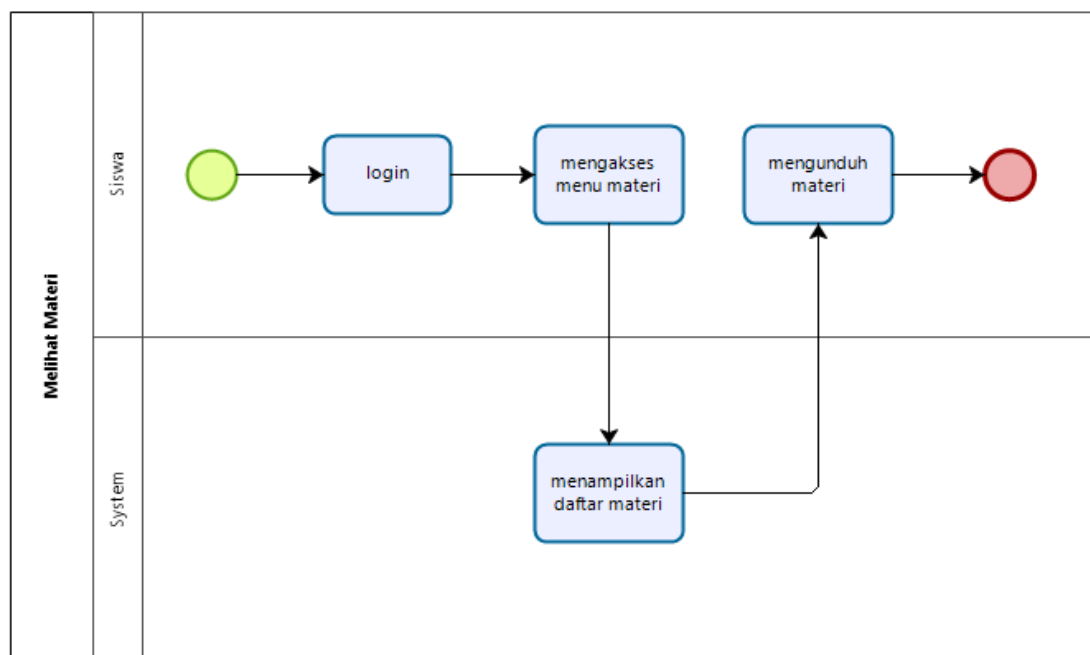 Melihat Materi
Siswa
login
mengakses
menu materi
mengunduh
materi
System
menampilkan
daftar materi